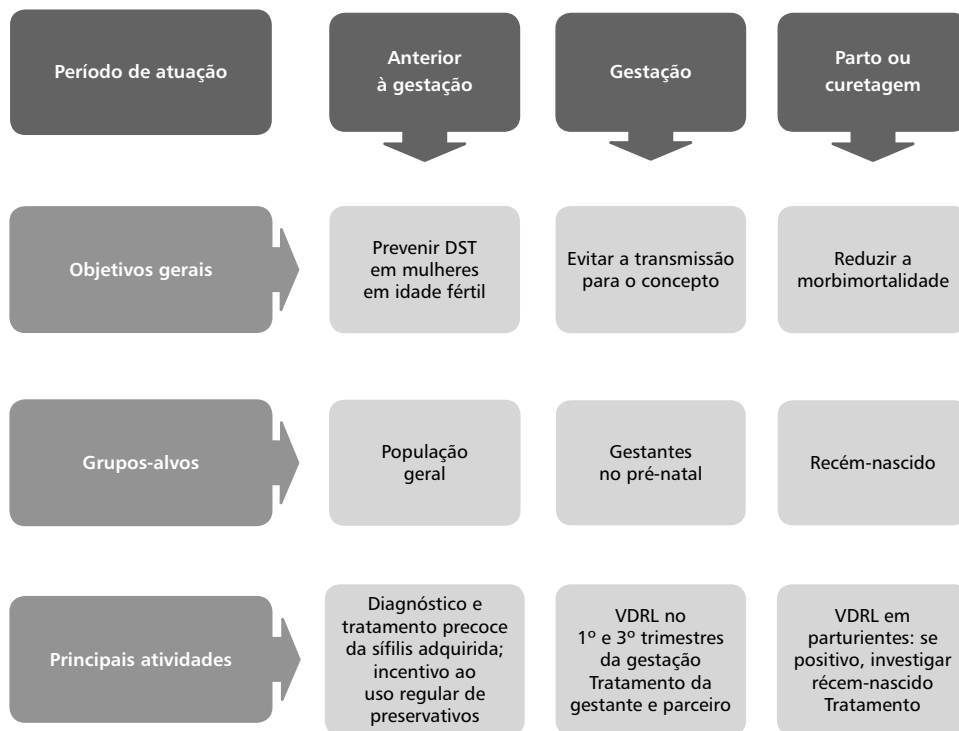 Período de atuação
Anterior
à gestação
Gestação
Parto ou
curetagem
Objetivos gerais
Prevenir DST
em mulheres
em idade fértil
Evitar a transmissão
para o concepto
Reduzir a
morbimortalidade
Grupos-alvos
População
geral
Gestantes
no pré-natal
Recém-nascido
Principais atividades
Diagnóstico e
tratamento precoce
da sífilis adquirida;
incentivo ao
uso regular de
preservativos
VDRL no
1º e 3º trimestres
da gestação
Tratamento da
gestante e parceiro
VDRL em
parturientes: se
positivo, investigar
récem-nascido
Tratamento